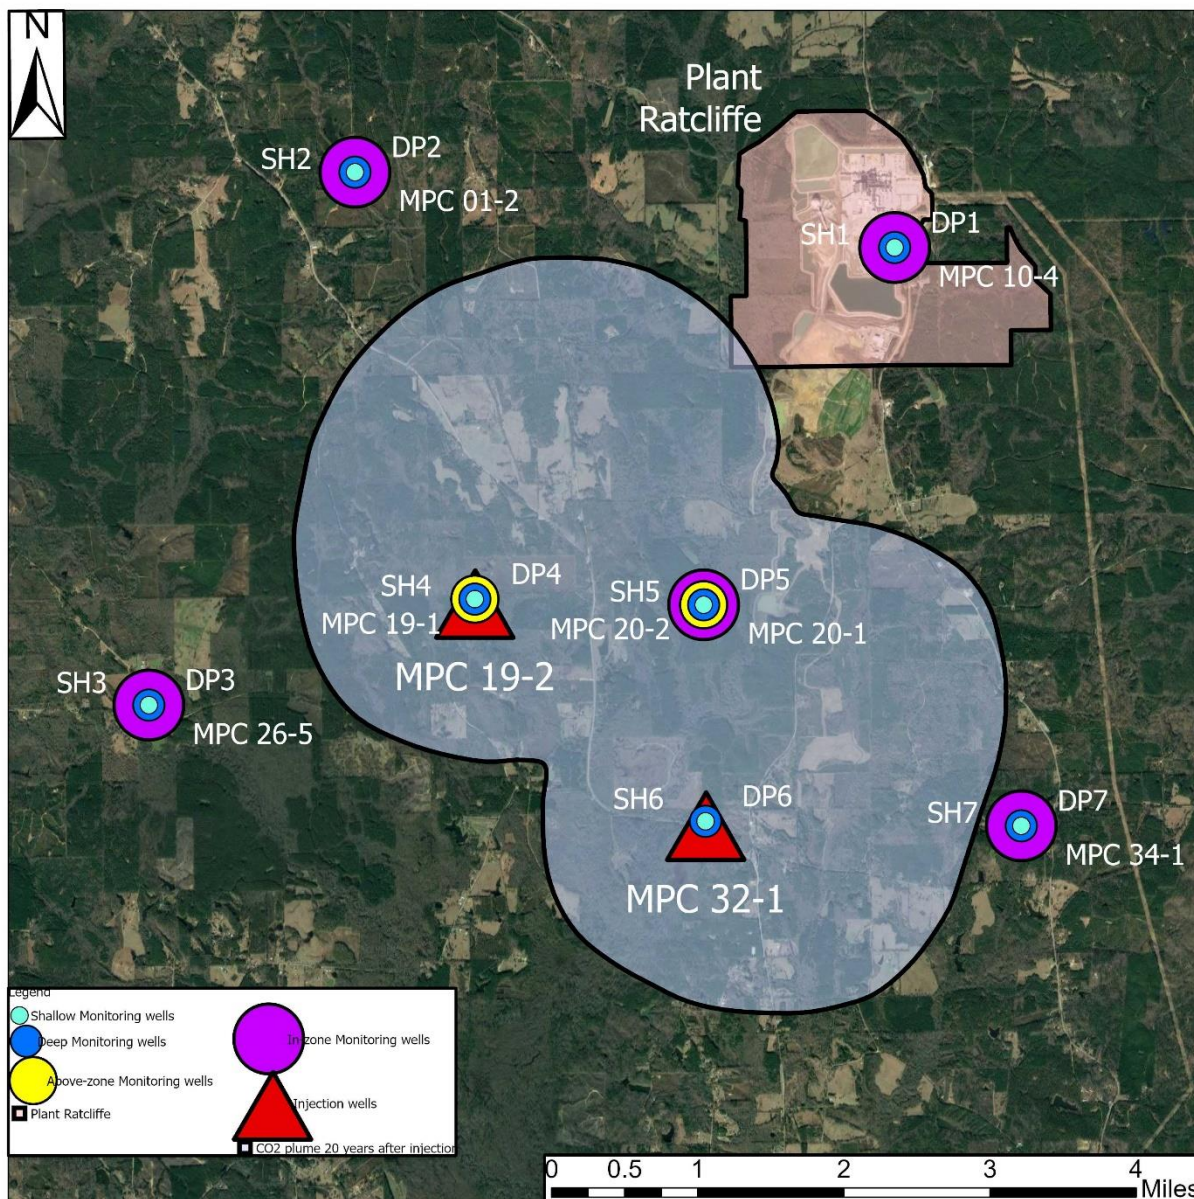 N
Plant
Ratcliffe
SH2
DP2
MPC 01-2
SH1
DP1
MPC 10-4
SH4
DP4
MPC 19-1
MPC 19-2
SH5
DP5
MPC 20-2
MPC 20-1
SH3
DP3
MPC 26-5
SH6
DP6
MPC 32-1
SH7
DP7
MPC 34-1
Legend
Shallow Monitoring wells
Deep Monitoring wells
Above-zone Monitoring wells
Plant Ratcliffe
In-zone Monitoring wells
Injection wells
CO2 plume 20 years after injection
0 0.5 1 2 3 4
Miles